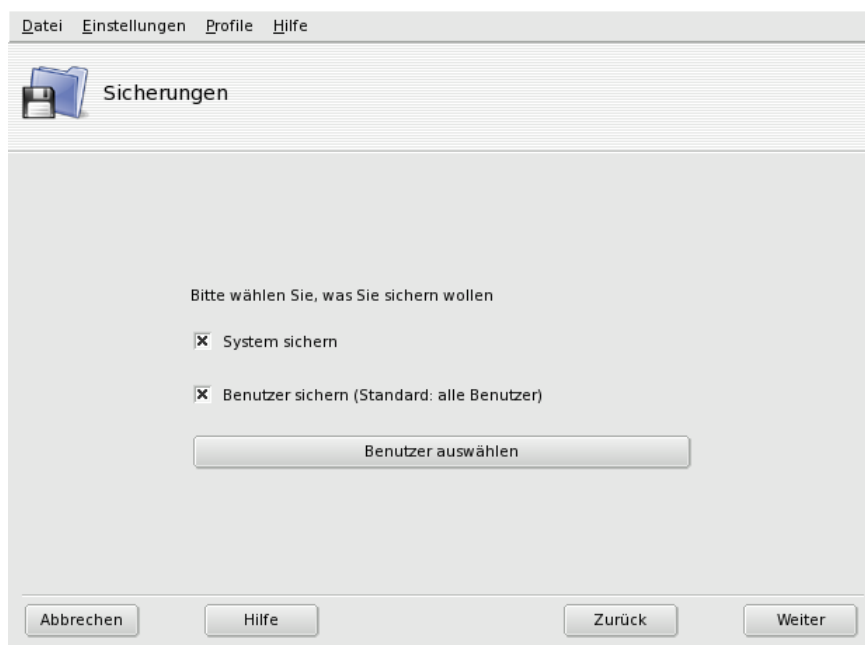 Datei Einstellungen Profile Hilfe
Sicherungen
Bitte wählen Sie, was Sie sichern wollen
System sichern
Benutzer sichern (Standard: alle Benutzer)
Benutzer auswählen
Abbrechen Hilfe Zurück Weiter